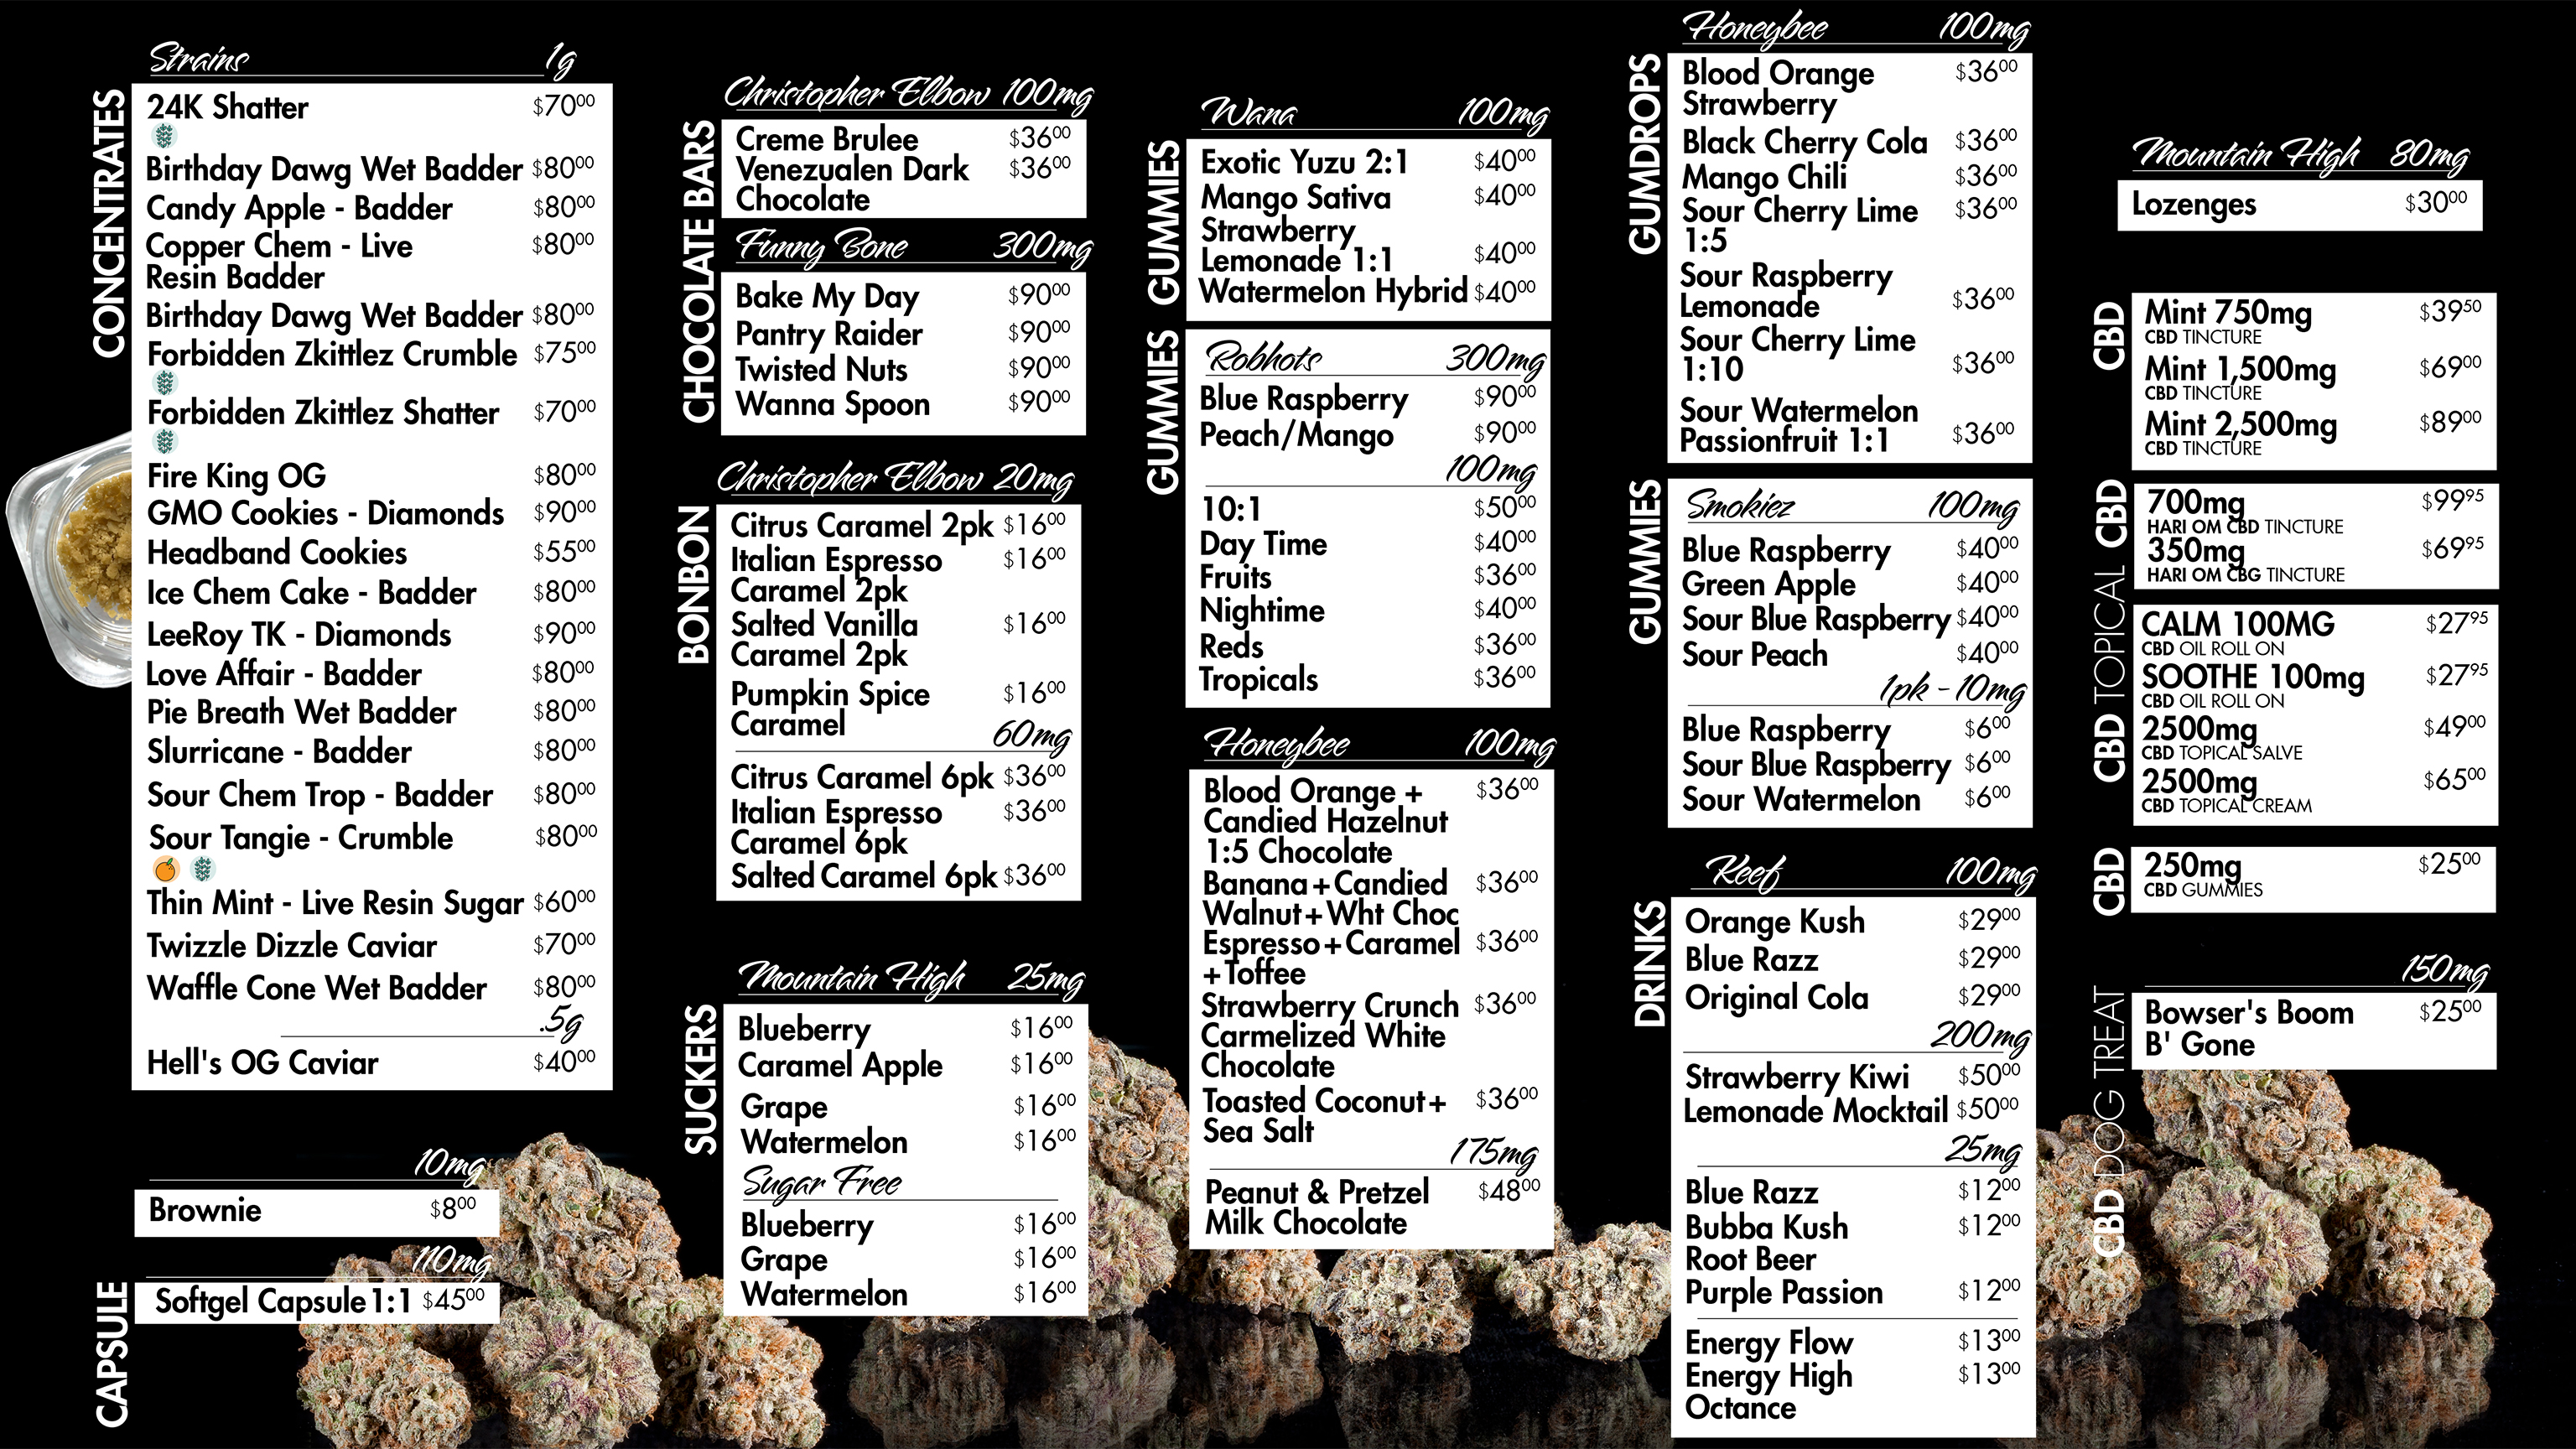 Strains 1g
CONCENTRATES
24K Shatter $70.00
Birthday Dawg Wet Badder $80.00
Candy Apple - Badder $80.00
Copper Chem - Live $80.00
Resin Badder
Birthday Dawg Wet Badder $80.00
Forbidden Zkittlez Crumble $75.00
Forbidden Zkittlez Shatter $70.00
Fire King OG $80.00
GMO Cookies - Diamonds $90.00
Headband Cookies $55.00
Ice Chem Cake - Badder $80.00
LeeRoy TK - Diamonds $90.00
Love Affair - Badder $80.00
Pie Breath Wet Badder $80.00
Slurricane - Badder $80.00
Sour Chem Trop - Badder $80.00
Sour Tangie - Crumble $80.00
Thin Mint - Live Resin Sugar $60.00
Twizzle Dizzle Caviar $70.00
Waffle Cone Wet Badder $80.00
.5g
Hell's OG Caviar $40.00
10mg
Brownie $8.00
110mg
CAPSULE
Softgel Capsule 1:1 $45.00
Christopher Elbow 100mg
CHOCOLATE BARS
Creme Brulee $36.00
Venezualen Dark $36.00
Chocolate
Funny Bone 300mg
Bake My Day $90.00
Pantry Raider $90.00
Twisted Nuts $90.00
Wanna Spoon $90.00
Christopher Elbow 20mg
BONBON
Citrus Caramel 2pk $16.00
Italian Espresso $16.00
Caramel 2pk
Salted Vanilla $16.00
Caramel 2pk
Pumpkin Spice $16.00
Caramel
60mg
Citrus Caramel 6pk $36.00
Italian Espresso $36.00
Caramel 6pk
Salted Caramel 6pk $36.00
Mountain High 25mg
SUCKERS
Blueberry $16.00
Caramel Apple $16.00
Grape $16.00
Watermelon $16.00
Sugar Free
Blueberry $16.00
Grape $16.00
Watermelon $16.00
Wana 100mg
GUMMIES
Exotic Yuzu 2:1 $40.00
Mango Sativa $40.00
Strawberry
Lemonade 1:1 $40.00
Watermelon Hybrid $40.00
GUMMIES
Robhots 300mg
Blue Raspberry $90.00
Peach/Mango $90.00
100mg
10:1 $50.00
Day Time $40.00
Fruits $36.00
Nightime $40.00
Reds $36.00
Tropicals $36.00
Honeybee 100mg
Blood Orange + $36.00
Candied Hazelnut
1:5 Chocolate
Banana+Candied $36.00
Walnut+Wht Choc
Espresso+Caramel $36.00
+Toffee
Strawberry Crunch $36.00
Carmelized White
Chocolate
Toasted Coconut+ $36.00
Sea Salt
175mg
Peanut & Pretzel $48.00
Milk Chocolate
Honeybee 100mg
GUMDROPS
Blood Orange $36.00
Strawberry
Black Cherry Cola $36.00
Mango Chili $36.00
Sour Cherry Lime $36.00
1:5
Sour Raspberry
Lemonade $36.00
Sour Cherry Lime
1:10 $36.00
Sour Watermelon
Passionfruit 1:1 $36.00
GUMMIES
Smokiez 100mg
Blue Raspberry $40.00
Green Apple $40.00
Sour Blue Raspberry $40.00
Sour Peach $40.00
1pk - 10mg
Blue Raspberry $6.00
Sour Blue Raspberry $6.00
Sour Watermelon $6.00
Keef 100mg
DRINKS
Orange Kush $29.00
Blue Razz $29.00
Original Cola $29.00
200mg
Strawberry Kiwi $50.00
Lemonade Mocktail $50.00
25mg
Blue Razz $12.00
Bubba Kush $12.00
Root Beer
Purple Passion $12.00
Energy Flow $13.00
Energy High $13.00
Octance
Mountain High 80mg
Lozenges $30.00
CBD
Mint 750mg $39.50
CBD TINCTURE
Mint 1,500mg $69.00
CBD TINCTURE
Mint 2,500mg $89.00
CBD TINCTURE
CBD
700mg $99.95
HARI OM CBD TINCTURE
350mg $69.95
HARI OM CBG TINCTURE
CBD TOPICAL
CALM 100MG $27.95
CBD OIL ROLL ON
SOOTHE 100mg $27.95
CBD OIL ROLL ON
2500mg $49.00
CBD TOPICAL SALVE
2500mg $65.00
CBD TOPICAL CREAM
CBD
250mg $25.00
CBD GUMMIES
150mg
CBD DOG TREAT
Bowser's Boom $25.00
B' Gone